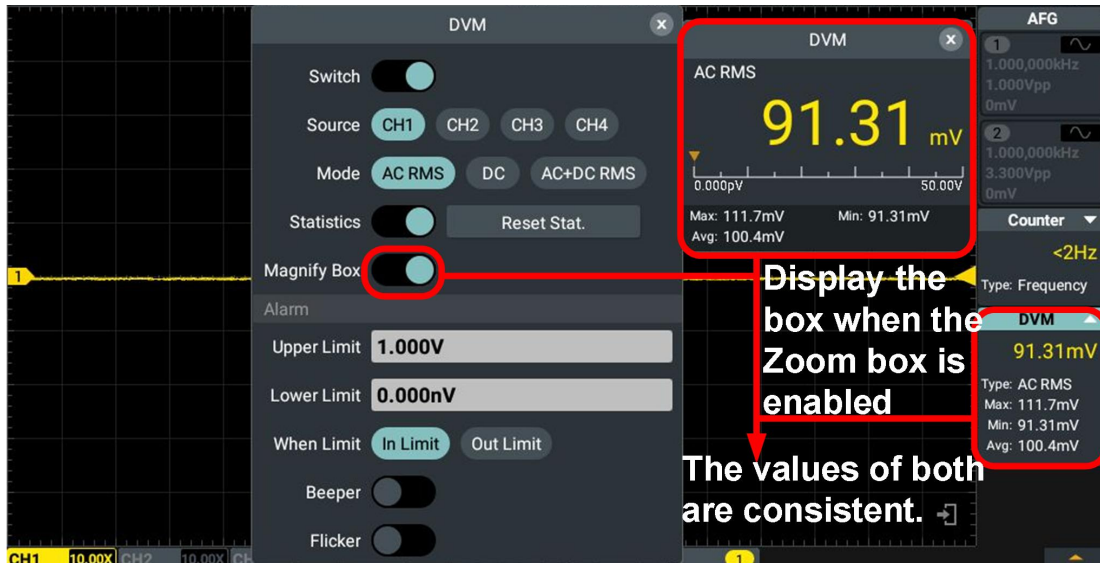 DVM
Switch
Source CH1 CH2 CH3 CH4
Mode AC RMS DC AC+DC RMS
Statistics Reset Stat.
Magnify Box
Alarm
Upper Limit 1.000V
Lower Limit 0.000nV
When Limit In Limit Out Limit
Beeper
Flicker
DVM
AC RMS
91.31 mV
0.000pV 50.00V
Max: 111.7mV Min: 91.31mV
Avg: 100.4mV
Display the
box when the
Zoom box is
enabled
The values of both
are consistent.
AFG
1
1.000,000kHz
1.000Vpp
0mV
2
1.000,000kHz
3.300Vpp
0mV
Counter
<2Hz
Type: Frequency
DVM
91.31mV
Type: AC RMS
Max: 111.7mV
Min: 91.31mV
Avg: 100.4mV
1
CH1 10.00X CH2 10.00X CH
1